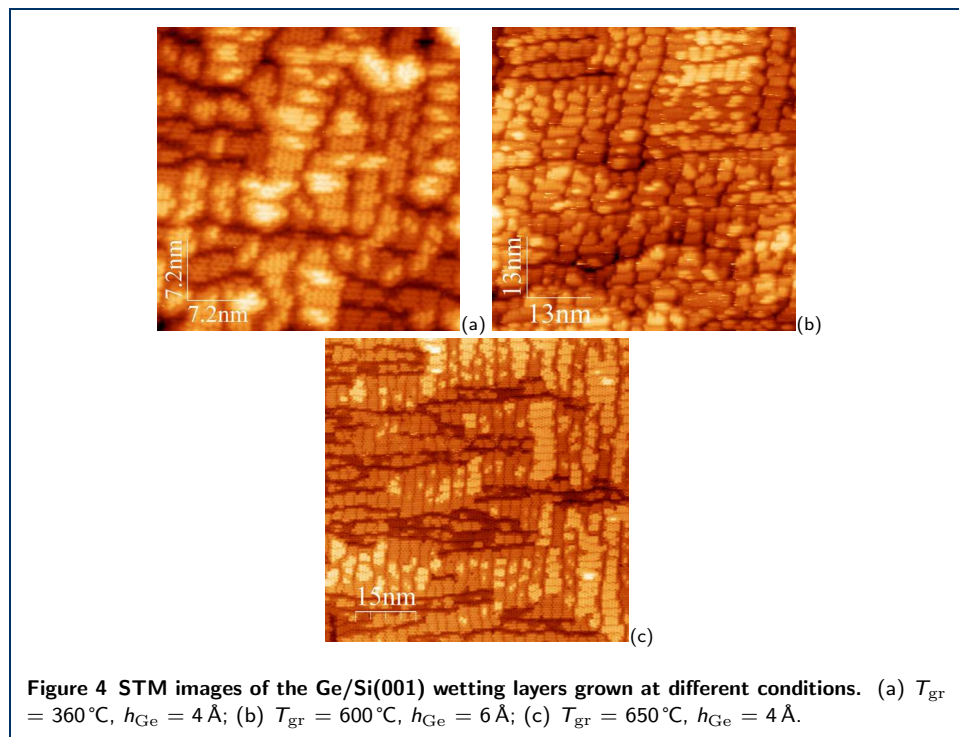 7.2nm
7.2nm
(a)
13nm
13nm
(b)
15nm
(c)
Figure 4 STM images of the Ge/Si(001) wetting layers grown at different conditions. (a) Tgr
= 360 °C, hGe = 4 Å; (b) Tgr = 600 °C, hGe = 6 Å; (c) Tgr = 650 °C, hGe = 4 Å.